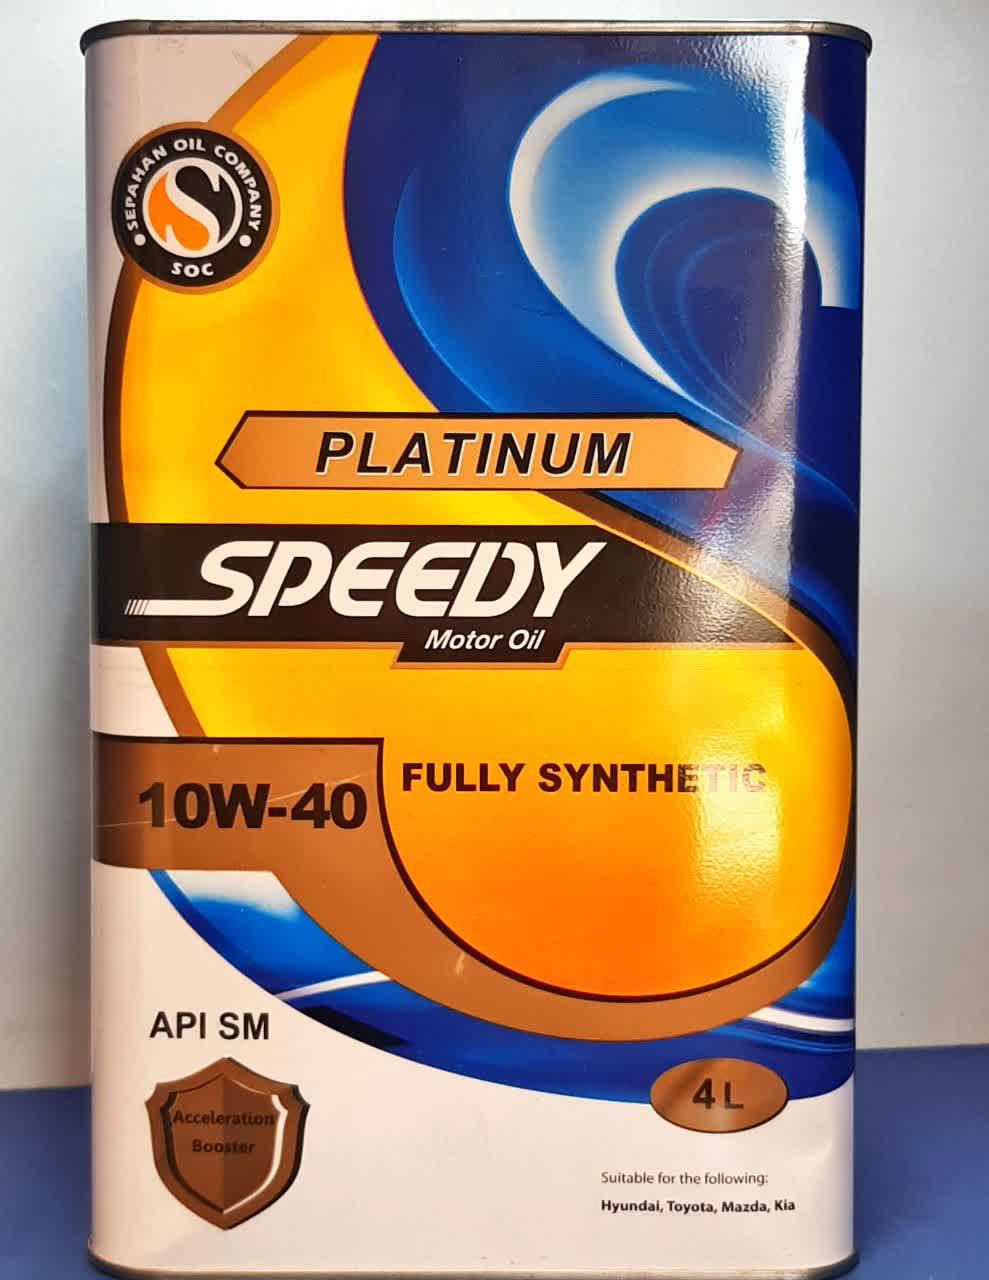 SEPAHAN OIL COMPANY
SOC
PLATINUM
SPEEDY
Motor Oil
FULLY SYNTHETIC
10W-40
API SM
Acceleration
Booster
4 L
Suitable for the following:
Hyundai, Toyota, Mazda, Kia